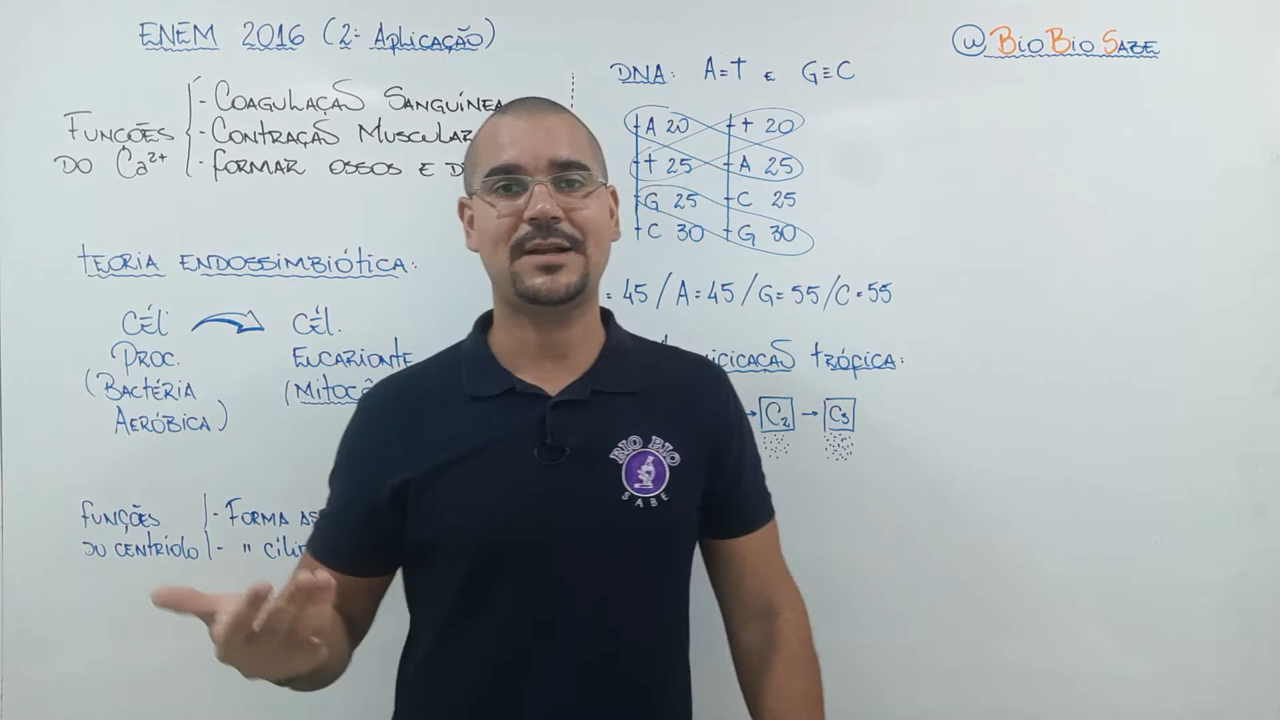 ENEM 2016 (2ª APLICAÇÃO)
@BIOBIOSABE
FUNÇÕES DO Ca²⁺
- COAGULAÇÃO SANGUÍNEA
- CONTRAÇÃO MUSCULAR
- FORMAR OSSOS E
DNA: A=T E G≡C
A 20 T 20
T 25 A 25
G 25 C 25
C 30 G 30
= 45 / A = 45 / G = 55 / C = 55
TEORIA ENDOSSIMBIÓTICA:
CÉL CÉL.
PROC. EUCARIONTE
(BACTÉRIA
AERÓBICA)
TRÓPICA:
→ C₂ → C₃
FUNÇÕES - FORMA
DO CENTRÍOLO - "
BIO BIO
SABE